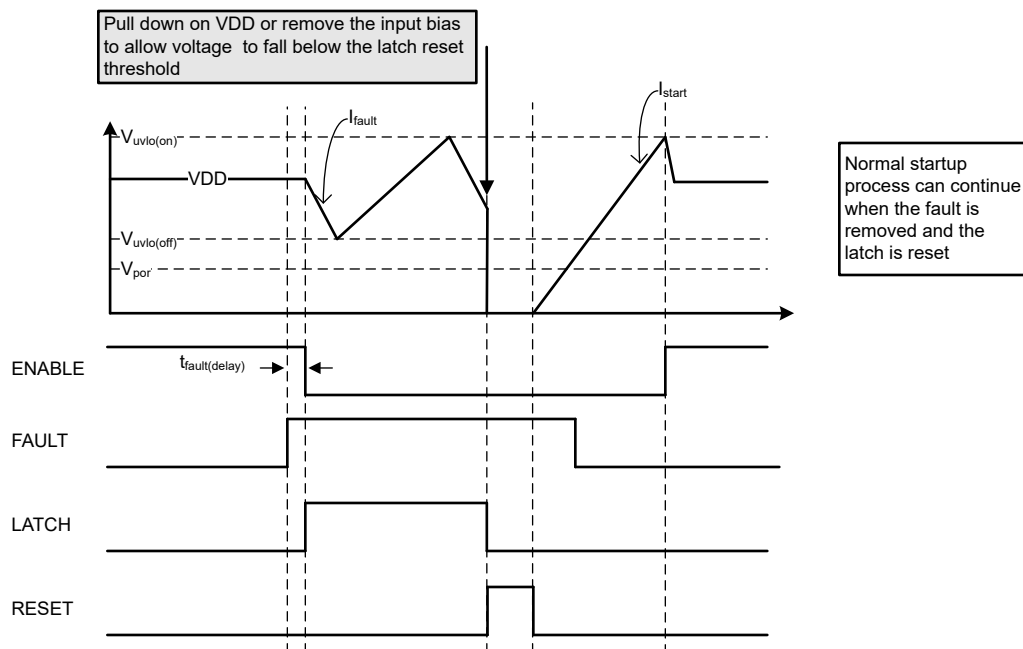 Pull down on VDD or remove the input bias
to allow voltage to fall below the latch reset
threshold
Istart
Ifault
Vuvlo(on)
VDD
Vuvlo(off)
Vpor
Normal startup
process can continue
when the fault is
removed and the
latch is reset
ENABLE
tfault(delay)
FAULT
LATCH
RESET